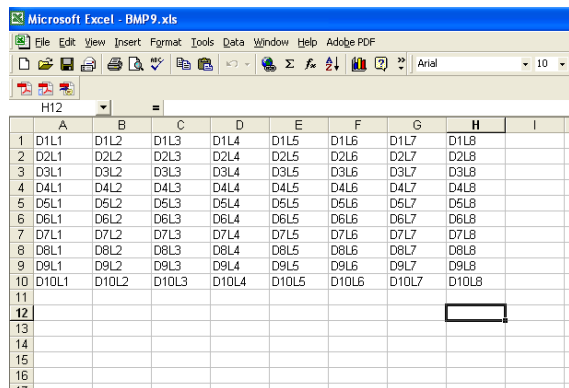 Microsoft Excel - BMP9.xls
File Edit View Insert Format Tools Data Window Help Adobe PDF
Arial 10
H12 =
A B C D E F G H I
1 D1L1 D1L2 D1L3 D1L4 D1L5 D1L6 D1L7 D1L8
2 D2L1 D2L2 D2L3 D2L4 D2L5 D2L6 D2L7 D2L8
3 D3L1 D3L2 D3L3 D3L4 D3L5 D3L6 D3L7 D3L8
4 D4L1 D4L2 D4L3 D4L4 D4L5 D4L6 D4L7 D4L8
5 D5L1 D5L2 D5L3 D5L4 D5L5 D5L6 D5L7 D5L8
6 D6L1 D6L2 D6L3 D6L4 D6L5 D6L6 D6L7 D6L8
7 D7L1 D7L2 D7L3 D7L4 D7L5 D7L6 D7L7 D7L8
8 D8L1 D8L2 D8L3 D8L4 D8L5 D8L6 D8L7 D8L8
9 D9L1 D9L2 D9L3 D9L4 D9L5 D9L6 D9L7 D9L8
10 D10L1 D10L2 D10L3 D10L4 D10L5 D10L6 D10L7 D10L8
11
12
13
14
15
16